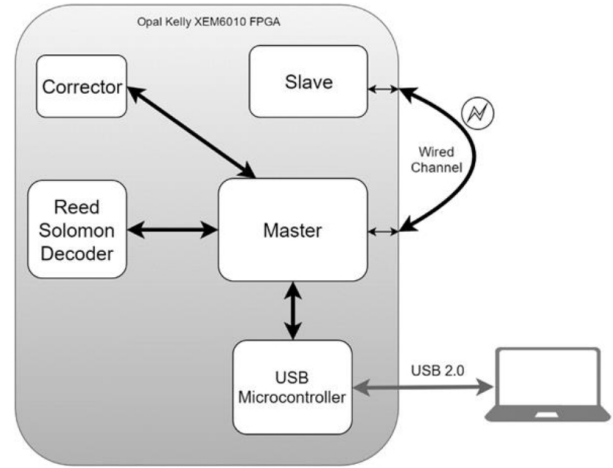 Opal Kelly XEM6010 FPGA
Corrector
Slave
Wired
Channel
Reed
Solomon
Decoder
Master
USB
Microcontroller
USB 2.0